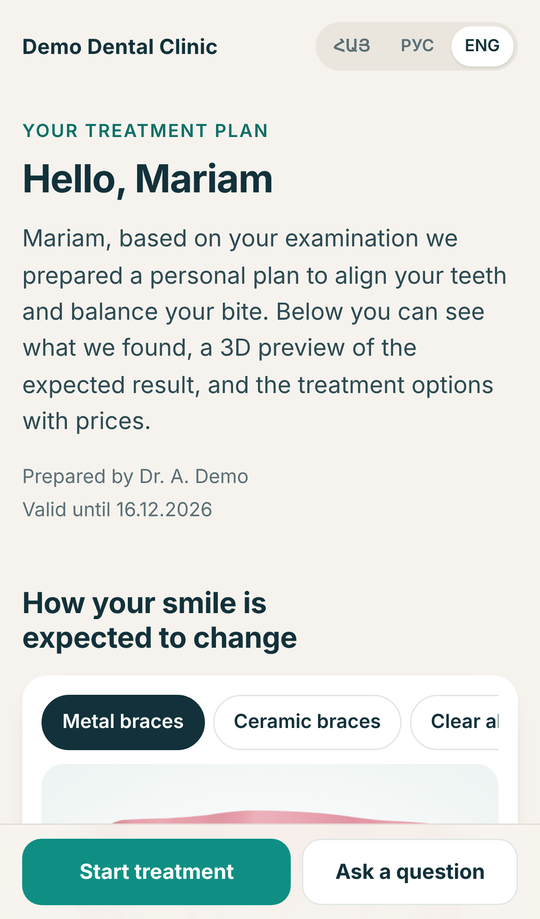 Demo Dental Clinic
ՀԱՅ РУС ENG
YOUR TREATMENT PLAN
Hello, Mariam
Mariam, based on your examination we
prepared a personal plan to align your teeth
and balance your bite. Below you can see
what we found, a 3D preview of the
expected result, and the treatment options
with prices.
Prepared by Dr. A. Demo
Valid until 16.12.2026
How your smile is
expected to change
Metal braces Ceramic braces Clear
Start treatment Ask a question